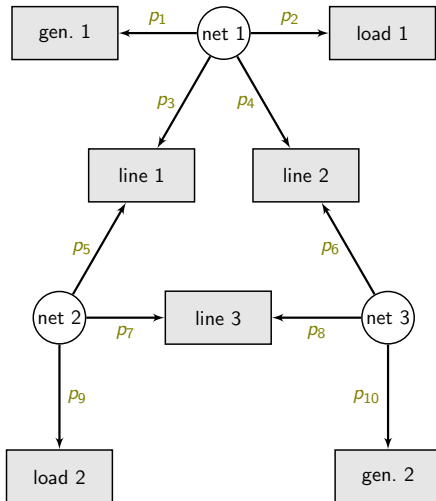 gen. 1
p1
net 1
p2
load 1
p3
p4
line 1
line 2
p5
p6
net 2
p7
line 3
p8
net 3
p9
p10
load 2
gen. 2